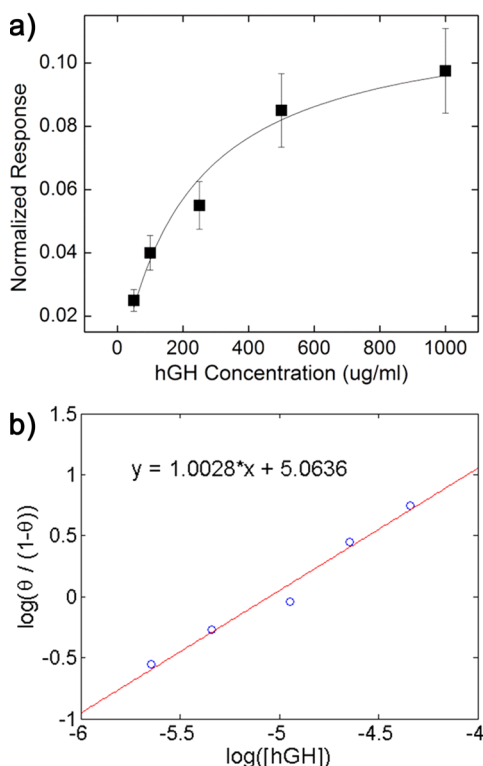 a)
0.10
0.08
0.06
0.04
0.02
Normalized Response
0 200 400 600 800 1000
hGH Concentration (ug/ml)
b)
1.5
1
0.5
0
-0.5
-1
y = 1.0028*x + 5.0636
log(θ / (1-θ))
-6 -5.5 -5 -4.5 -4
log([hGH])